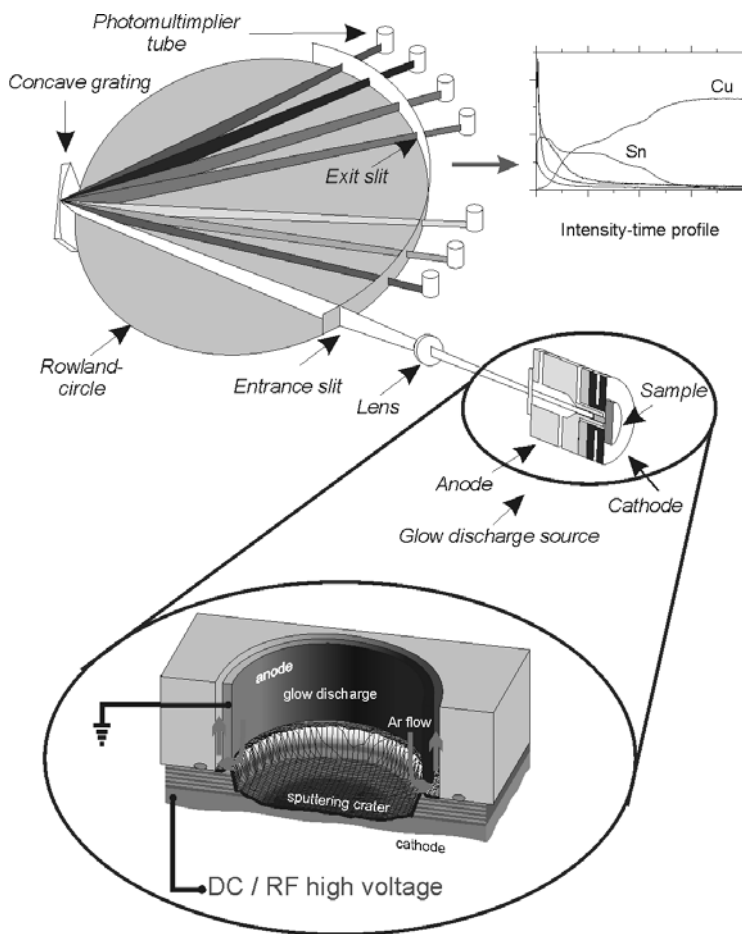 Photomultimplier
tube
Concave grating
Cu
Sn
Exit slit
Intensity-time profile
Rowland-
circle
Entrance slit
Lens
Sample
Anode
Cathode
Glow discharge source
anode
glow discharge
Ar flow
sputtering crater
cathode
DC / RF high voltage